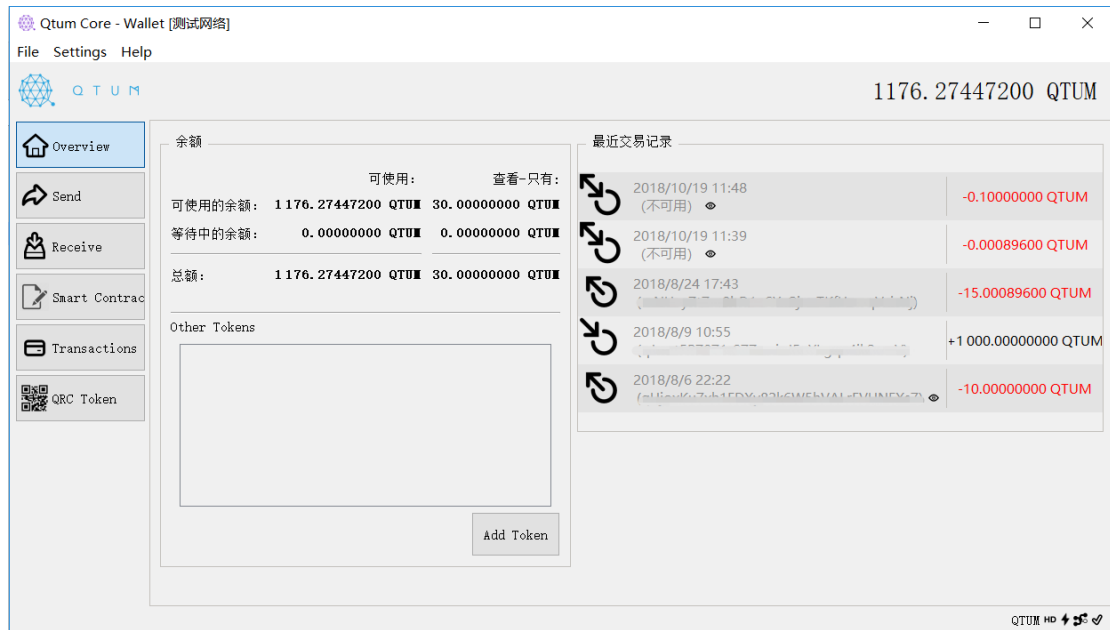 Qtum Core - Wallet [测试网络]
File Settings Help
QTUM
1176.27447200 QTUM
Overview
Send
Receive
Smart Contrac
Transactions
QRC Token
余额
可使用: 查看-只有:
可使用的余额: 1176.27447200 QTUM 30.00000000 QTUM
等待中的余额: 0.00000000 QTUM 0.00000000 QTUM
总额: 1176.27447200 QTUM 30.00000000 QTUM
Other Tokens
Add Token
最近交易记录
2018/10/19 11:48
(不可用)
-0.10000000 QTUM
2018/10/19 11:39
(不可用)
-0.00089600 QTUM
2018/8/24 17:43
-15.00089600 QTUM
2018/8/9 10:55
+1 000.00000000 QTUM
2018/8/6 22:22
-10.00000000 QTUM
QTUM HD